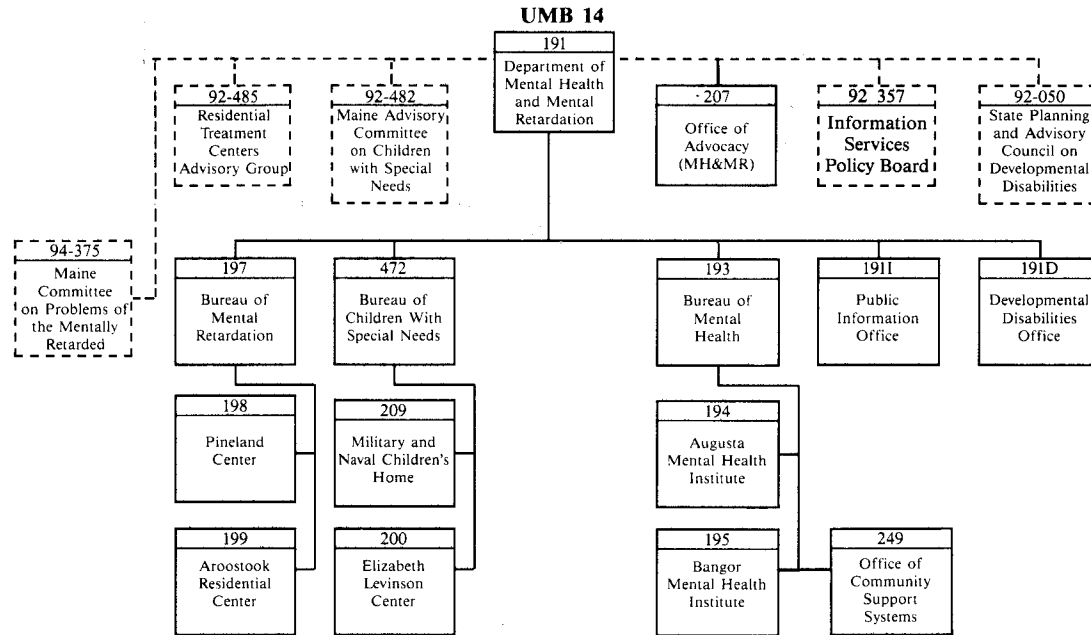 UMB 14
191
Department of
Mental Health
and Mental
Retardation
92-485
Residential
Treatment
Centers
Advisory Group
92-482
Maine Advisory
Committee
on Children
with Special
Needs
207
Office of
Advocacy
(MH&MR)
92 357
Information
Services
Policy Board
92-050
State Planning
and Advisory
Council on
Developmental
Disabilities
94-375
Maine
Committee
on Problems of
the Mentally
Retarded
197
Bureau of
Mental
Retardation
472
Bureau of
Children With
Special Needs
193
Bureau of
Mental
Health
191I
Public
Information
Office
191D
Developmental
Disabilities
Office
198
Pineland
Center
209
Military and
Naval Children's
Home
194
Augusta
Mental Health
Institute
199
Aroostook
Residential
Center
200
Elizabeth
Levinson
Center
195
Bangor
Mental Health
Institute
249
Office of
Community
Support
Systems